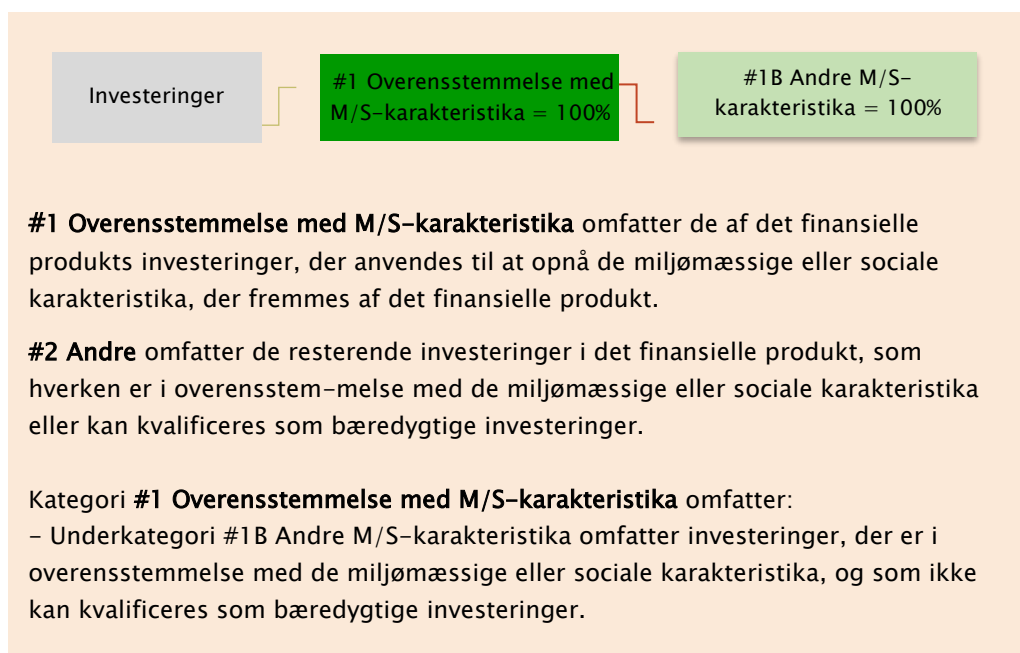 Investeringer
#1 Overensstemmelse med
M/S-karakteristika = 100%
#1B Andre M/S-
karakteristika = 100%
#1 Overensstemmelse med M/S-karakteristika omfatter de af det finansielle
produkts investeringer, der anvendes til at opnå de miljømæssige eller sociale
karakteristika, der fremmes af det finansielle produkt.
#2 Andre omfatter de resterende investeringer i det finansielle produkt, som
hverken er i overensstem-melse med de miljømæssige eller sociale karakteristika
eller kan kvalificeres som bæredygtige investeringer.
Kategori #1 Overensstemmelse med M/S-karakteristika omfatter:
- Underkategori #1B Andre M/S-karakteristika omfatter investeringer, der er i
overensstemmelse med de miljømæssige eller sociale karakteristika, og som ikke
kan kvalificeres som bæredygtige investeringer.